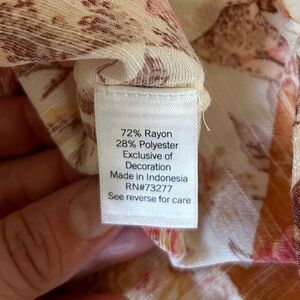 72% Rayon
28% Polyester
Exclusive of
Decoration
Made in Indonesia
RN#73277
See reverse for care